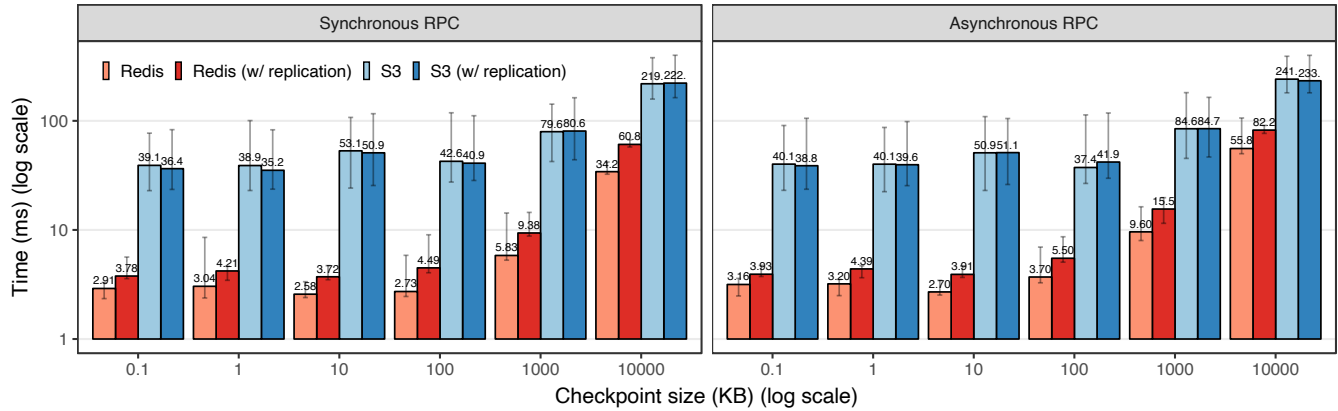 Synchronous RPC
Asynchronous RPC
Redis Redis (w/ replication) S3 S3 (w/ replication)
Time (ms) (log scale)
100
10
1
2.91 3.78 39.1 36.4
3.04 4.21 38.9 35.2
2.58 3.72 53.1 50.9
2.73 4.49 42.6 40.9
5.83 9.38 79.6 80.6
34.2 60.8 219. 222.
3.16 3.93 40.1 38.8
3.20 4.39 40.1 39.6
2.70 3.91 50.9 51.1
3.70 5.50 37.4 41.9
9.60 15.5 84.6 84.7
55.8 82.2 241. 233.
0.1 1 10 100 1000 10000
0.1 1 10 100 1000 10000
Checkpoint size (KB) (log scale)